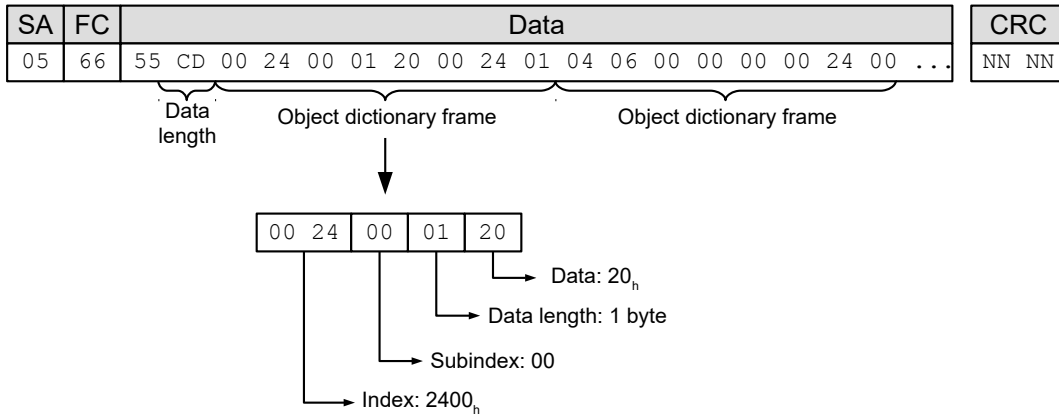 SA FC Data CRC
05 66 55 CD 00 24 00 01 20 00 24 01 04 06 00 00 00 00 24 00 ... NN NN
Data length
Object dictionary frame
Object dictionary frame
00 24 00 01 20
Data: 20h
Data length: 1 byte
Subindex: 00
Index: 2400h